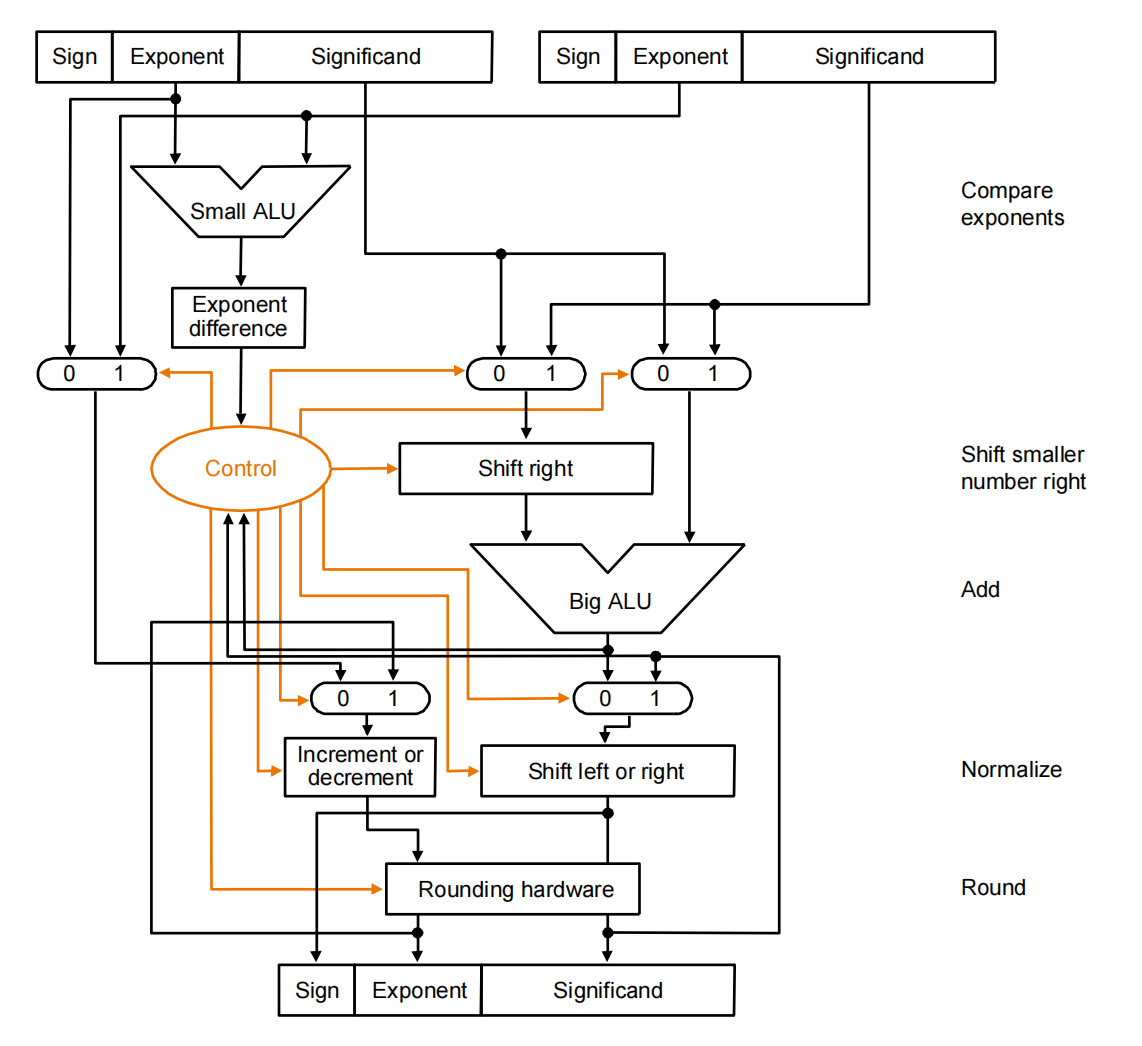 Sign Exponent Significand Sign Exponent Significand
Small ALU
Compare
exponents
Exponent
difference
0 1 0 1 0 1
Control
Shift right
Shift smaller
number right
Big ALU
Add
0 1 0 1
Increment or
decrement
Shift left or right
Normalize
Rounding hardware
Round
Sign Exponent Significand